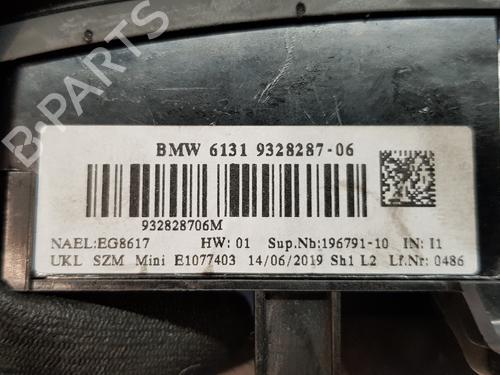 BMW 6131 9328287-06
932828706M
NAEL:EG8617 HW: 01 Sup.Nb:196791-10 IN: I1
UKL SZM Mini E1077403 14/06/2019 Sh1 L2 Lf.Nr: 0486
B-PARTS